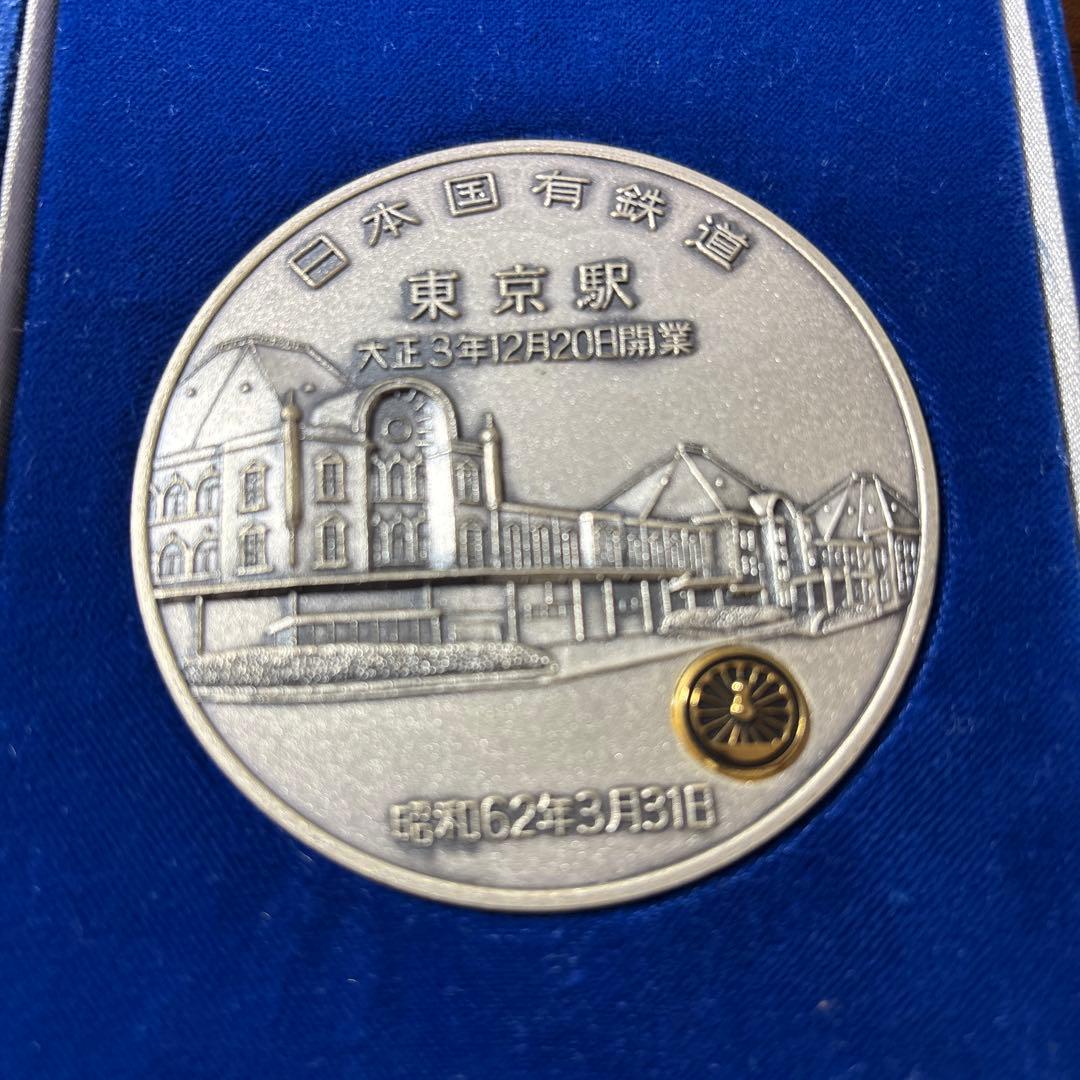 日本国有鉄道
東京駅
大正3年12月20日開業
昭和62年3月31日